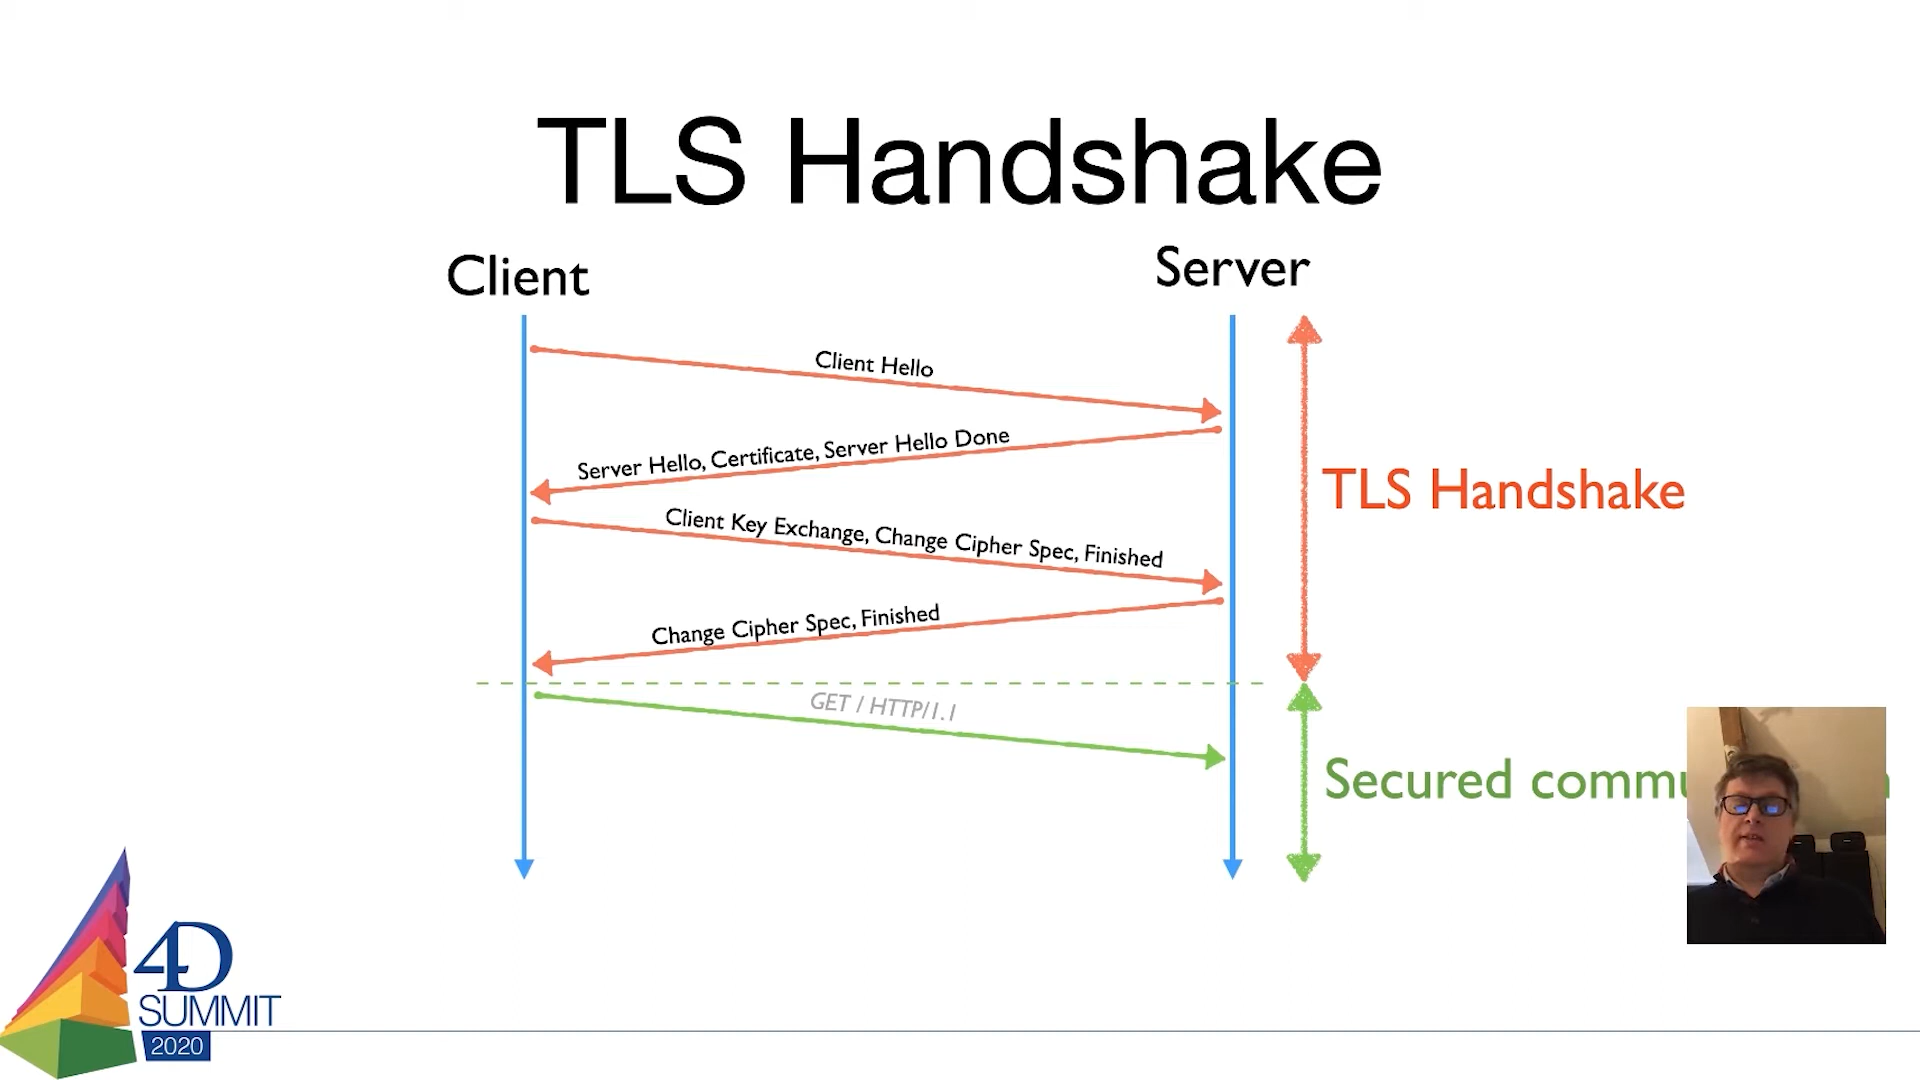 TLS Handshake
Client
Server
Client Hello
Server Hello, Certificate, Server Hello Done
Client Key Exchange, Change Cipher Spec, Finished
Change Cipher Spec, Finished
TLS Handshake
GET / HTTP/1.1
Secured
4D
SUMMIT
2020